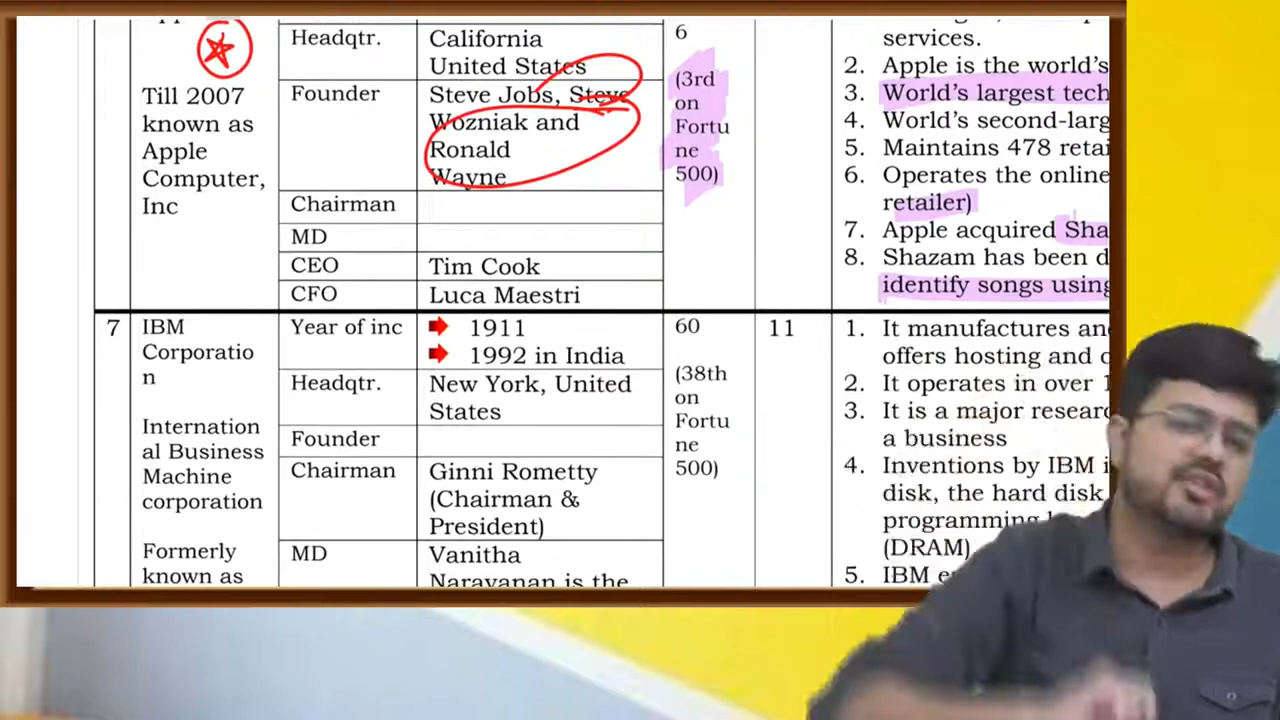 Headqtr.
California
United States
6
(3rd
on
Fortu
ne
500)
services.
2. Apple is the world's
3. World's largest tech
4. World's second-larg
5. Maintains 478 retai
6. Operates the online
retailer)
7. Apple acquired Sha
8. Shazam has been d
identify songs using
Till 2007
known as
Apple
Computer,
Inc
Founder
Steve Jobs, Steve
Wozniak and
Ronald
Wayne
Chairman
MD
CEO
Tim Cook
CFO
Luca Maestri
7
IBM
Corporatio
n
Internation
al Business
Machine
corporation
Formerly
known as
Year of inc
1911
1992 in India
Headqtr.
New York, United
States
Founder
Chairman
Ginni Rometty
(Chairman &
President)
MD
Vanitha
Narayanan is the
60
(38th
on
Fortu
ne
500)
11
1. It manufactures an
offers hosting and
2. It operates in over 1
3. It is a major researc
a business
4. Inventions by IBM i
disk, the hard disk
programming
(DRAM)
5. IBM